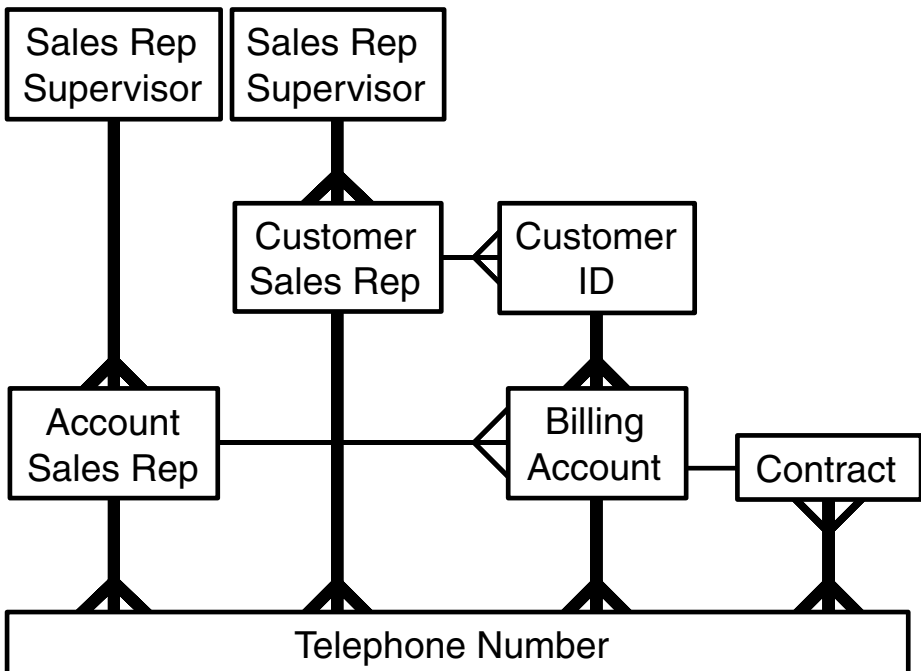 Sales Rep
Supervisor
Sales Rep
Supervisor
Customer
Sales Rep
Customer
ID
Account
Sales Rep
Billing
Account
Contract
Telephone Number